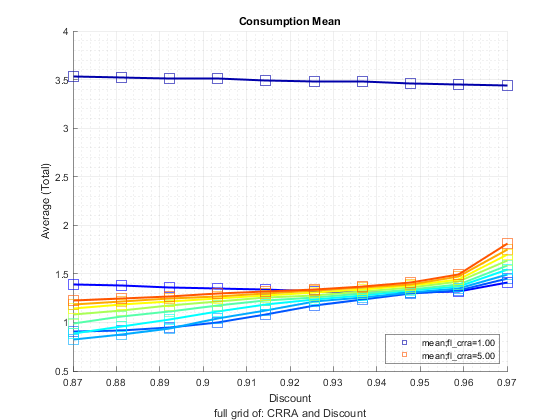 Consumption Mean
4
3.5
3
2.5
2
1.5
1
0.5
Average (Total)
mean;fl_crra=1.00
mean;fl_crra=5.00
0.87 0.88 0.89 0.9 0.91 0.92 0.93 0.94 0.95 0.96 0.97
Discount
full grid of: CRRA and Discount